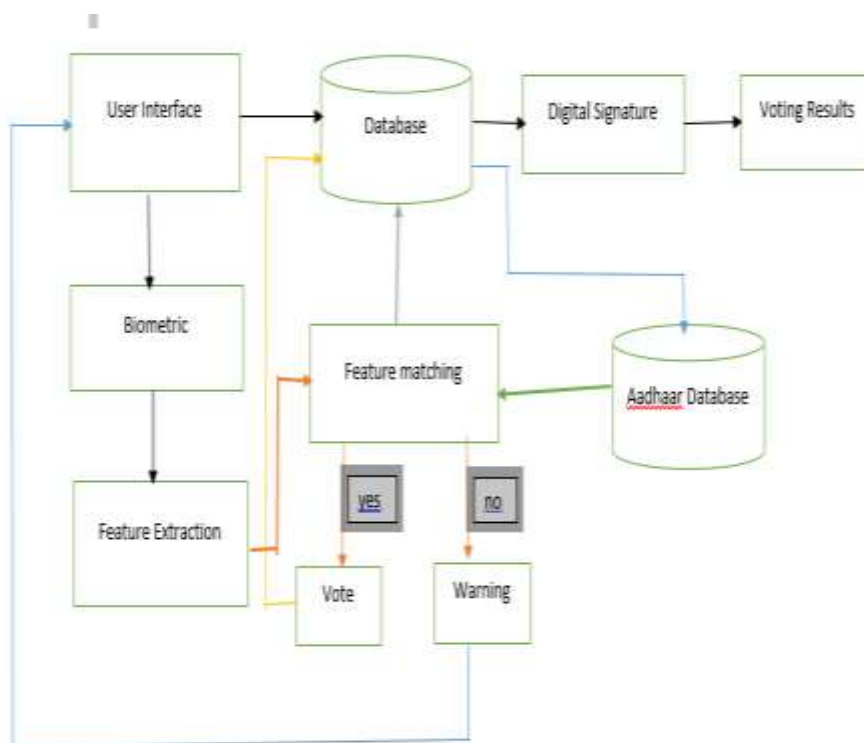 User Interface
Database
Digital Signature
Voting Results
Biometric
Feature matching
Aadhaar Database
yes
no
Feature Extraction
Vote
Warning